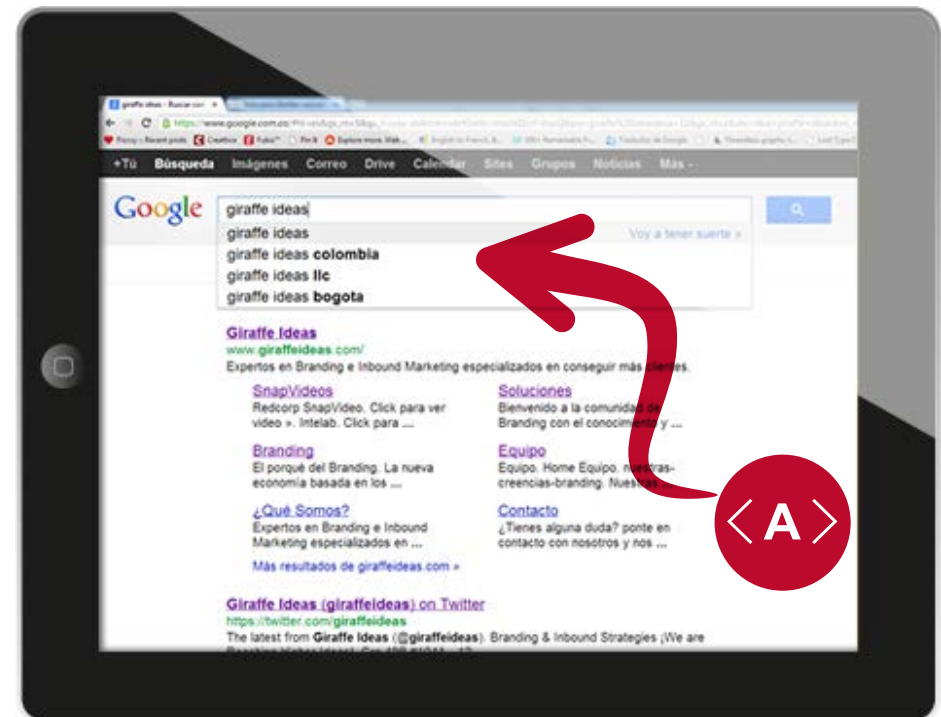 giraffe ideas - Buscar con
+Tú Búsqueda Imágenes Correo Drive Calendar Sites Grupos Noticias Más
Google giraffe ideas
giraffe ideas Voy a tener suerte »
giraffe ideas colombia
giraffe ideas llc
giraffe ideas bogota
Giraffe Ideas
www.giraffeideas.com/
Expertos en Branding e Inbound Marketing especializados en conseguir más clientes.
SnapVideos
Redcorp SnapVideo. Click para ver
video ». Intelab. Click para ...
Soluciones
Bienvenido a la comunidad de
Branding con el conocimiento y ...
Branding
El porqué del Branding. La nueva
economía basada en los ...
Equipo
Equipo. Home Equipo. nuestras-
creencias-branding. Nuestras ...
¿Qué Somos?
Expertos en Branding e Inbound
Marketing especializados en ...
Contacto
¿Tienes alguna duda? ponte en
contacto con nosotros y nos ...
Más resultados de giraffeideas.com »
<A>
Giraffe Ideas (giraffeideas) on Twitter
https://twitter.com/giraffeideas
The latest from Giraffe Ideas (@giraffeideas). Branding & Inbound Strategies ¡We are